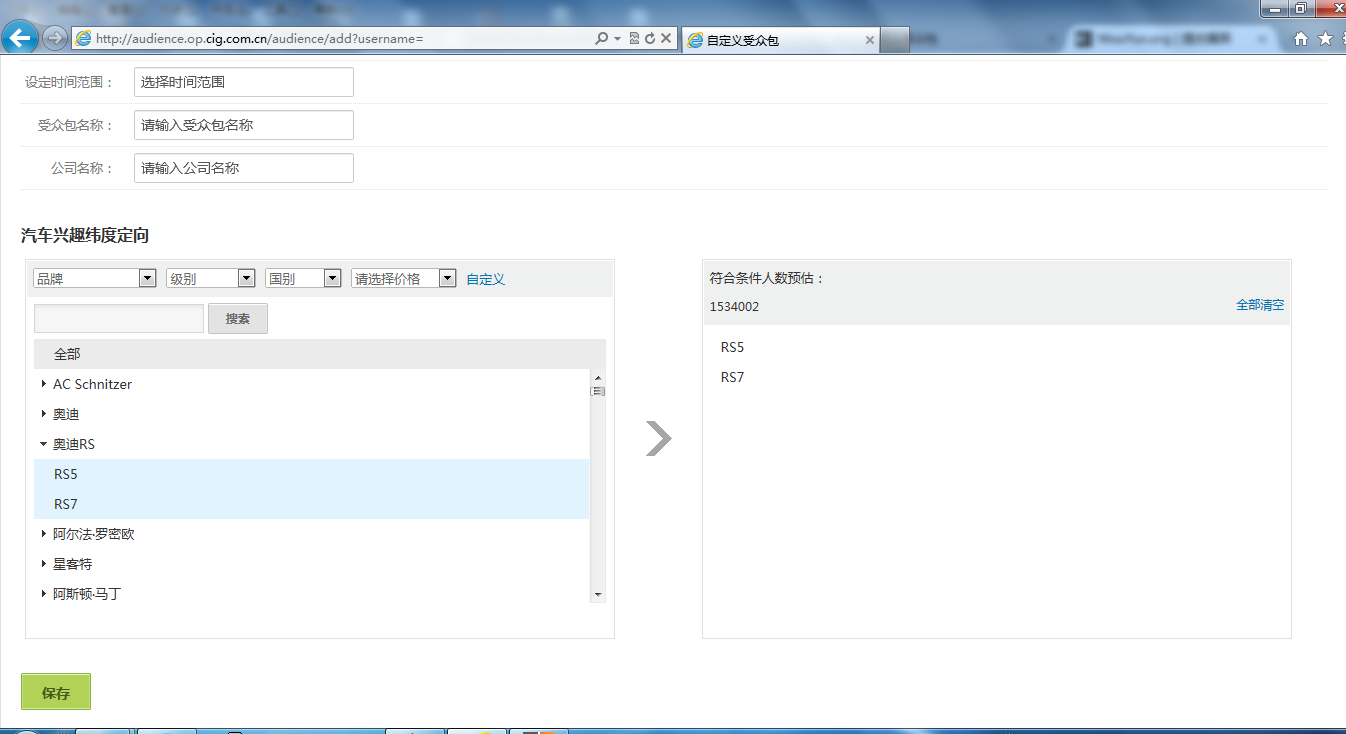 http://audience.op.cig.com.cn/audience/add?username=
自定义受众包
设定时间范围：
选择时间范围
受众包名称：
请输入受众包名称
公司名称：
请输入公司名称
汽车兴趣纬度定向
品牌
级别
国别
请选择价格
自定义
搜索
全部
AC Schnitzer
奥迪
奥迪RS
RS5
RS7
阿尔法·罗密欧
星客特
阿斯顿·马丁
符合条件人数预估：
1534002
全部清空
RS5
RS7
保存